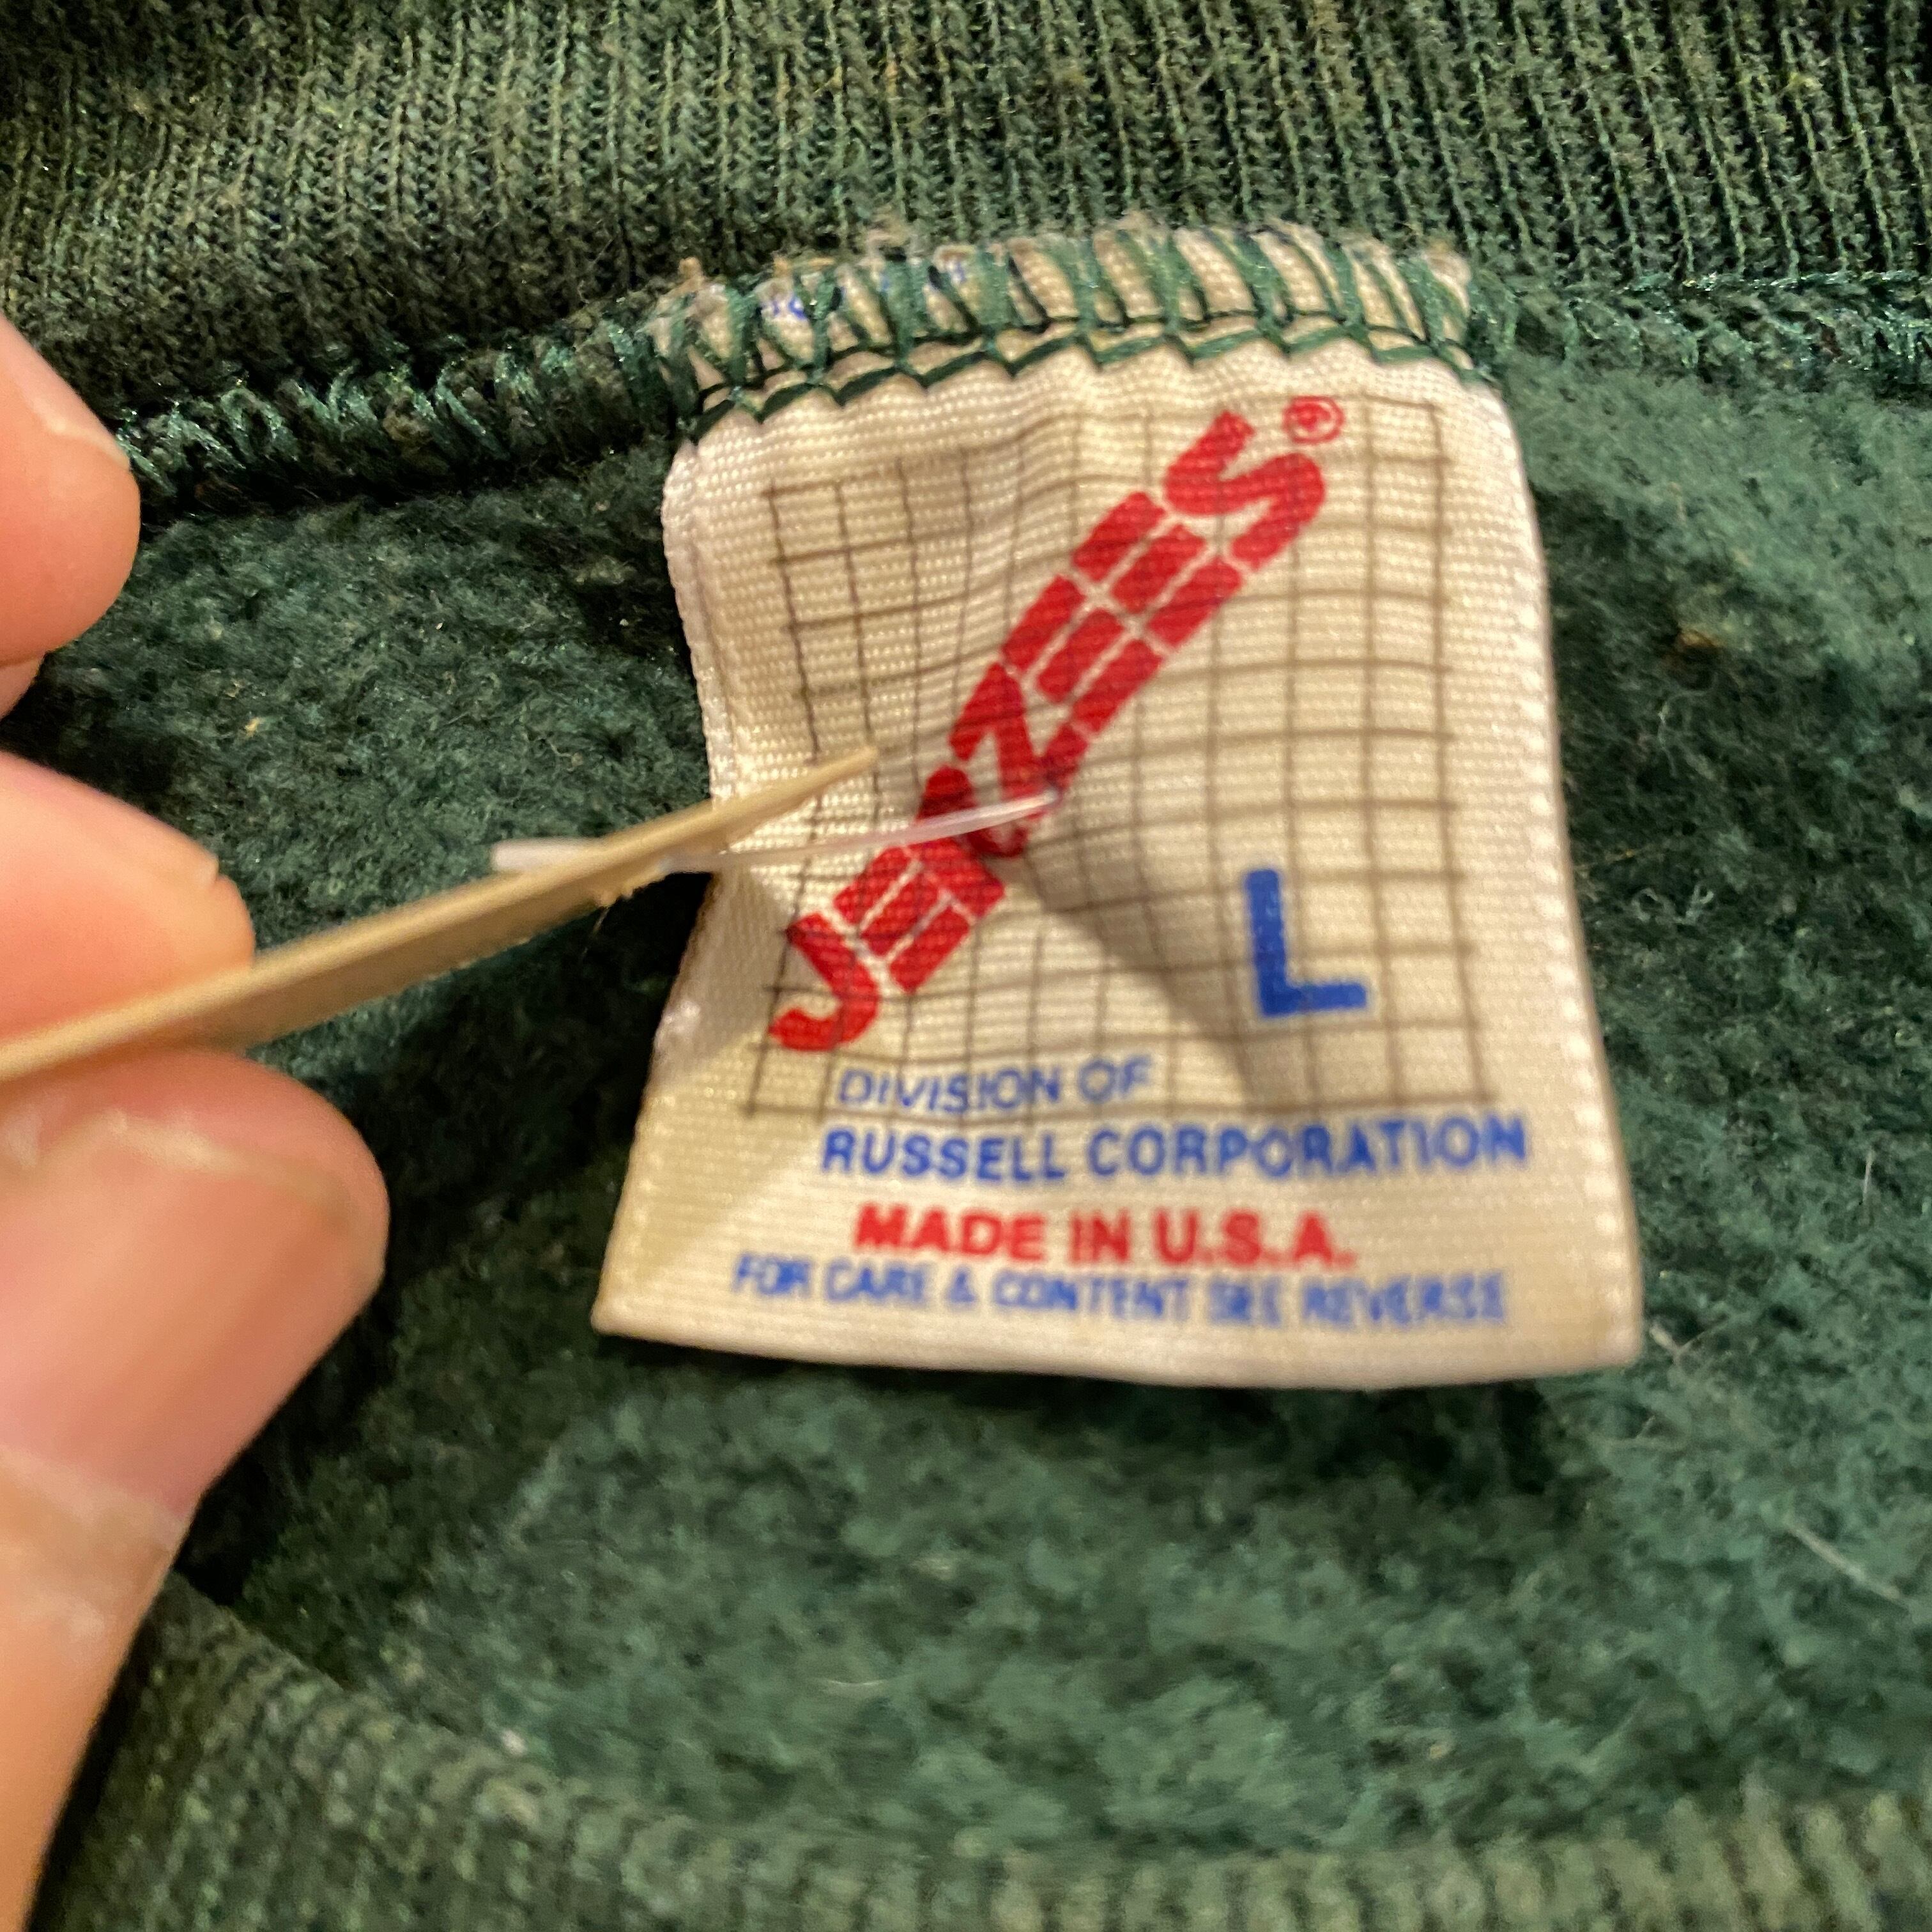 JERZEES®
L
DIVISION OF
RUSSELL CORPORATION
MADE IN U.S.A.
FOR CARE & CONTENT SEE REVERSE